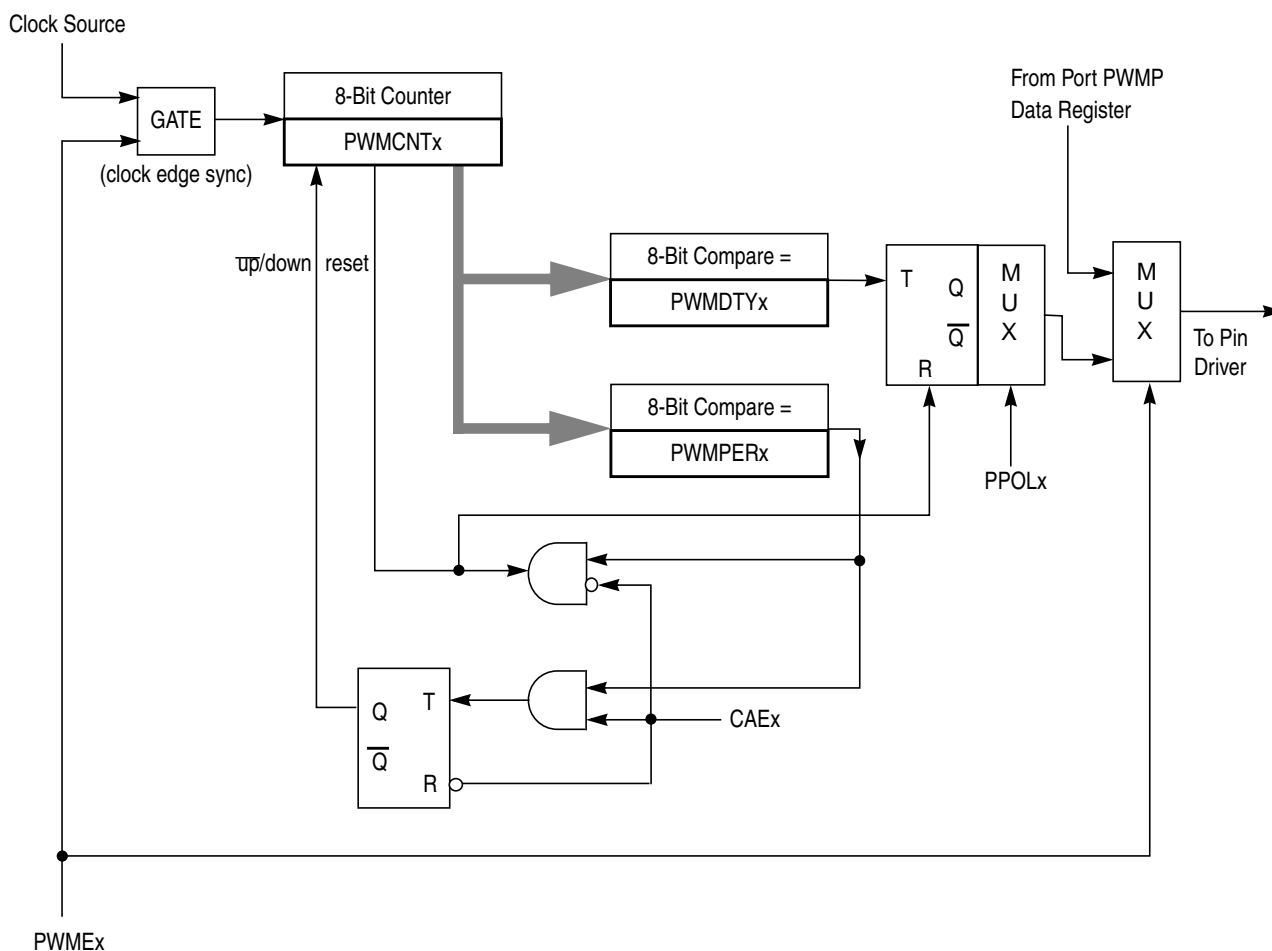 Clock Source
8-Bit Counter
From Port PWMP
Data Register
GATE
PWMCNTx
(clock edge sync)
up/down
reset
8-Bit Compare =
PWMDTYx
T
Q
Q
R
M
U
X
M
U
X
To Pin
Driver
8-Bit Compare =
PWMPERx
PPOLx
Q
T
Q
R
CAEx
PWMEx